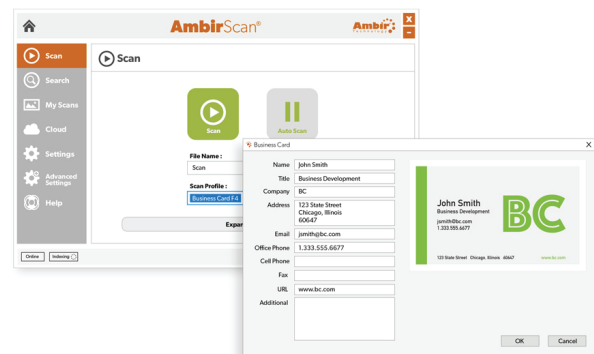 AmbirScan®
Ambir
Technology
X
Scan
Search
My Scans
Cloud
Settings
Advanced
Settings
Help
Scan
Scan
Auto Scan
File Name :
Scan
Scan Profile :
Business Card F4
Expan
Online
Indexing
Business Card
X
Name
John Smith
Title
Business Development
Company
BC
Address
123 State Street
Chicago, Illinois
60647
Email
jsmith@bc.com
Office Phone
1.333.555.6677
Cell Phone
Fax
URL
www.bc.com
Additional
John Smith
Business Development
jsmith@bc.com
1.333.555.6677
BC
123 State Street Chicago, Illinois 60647
www.bc.com
OK
Cancel